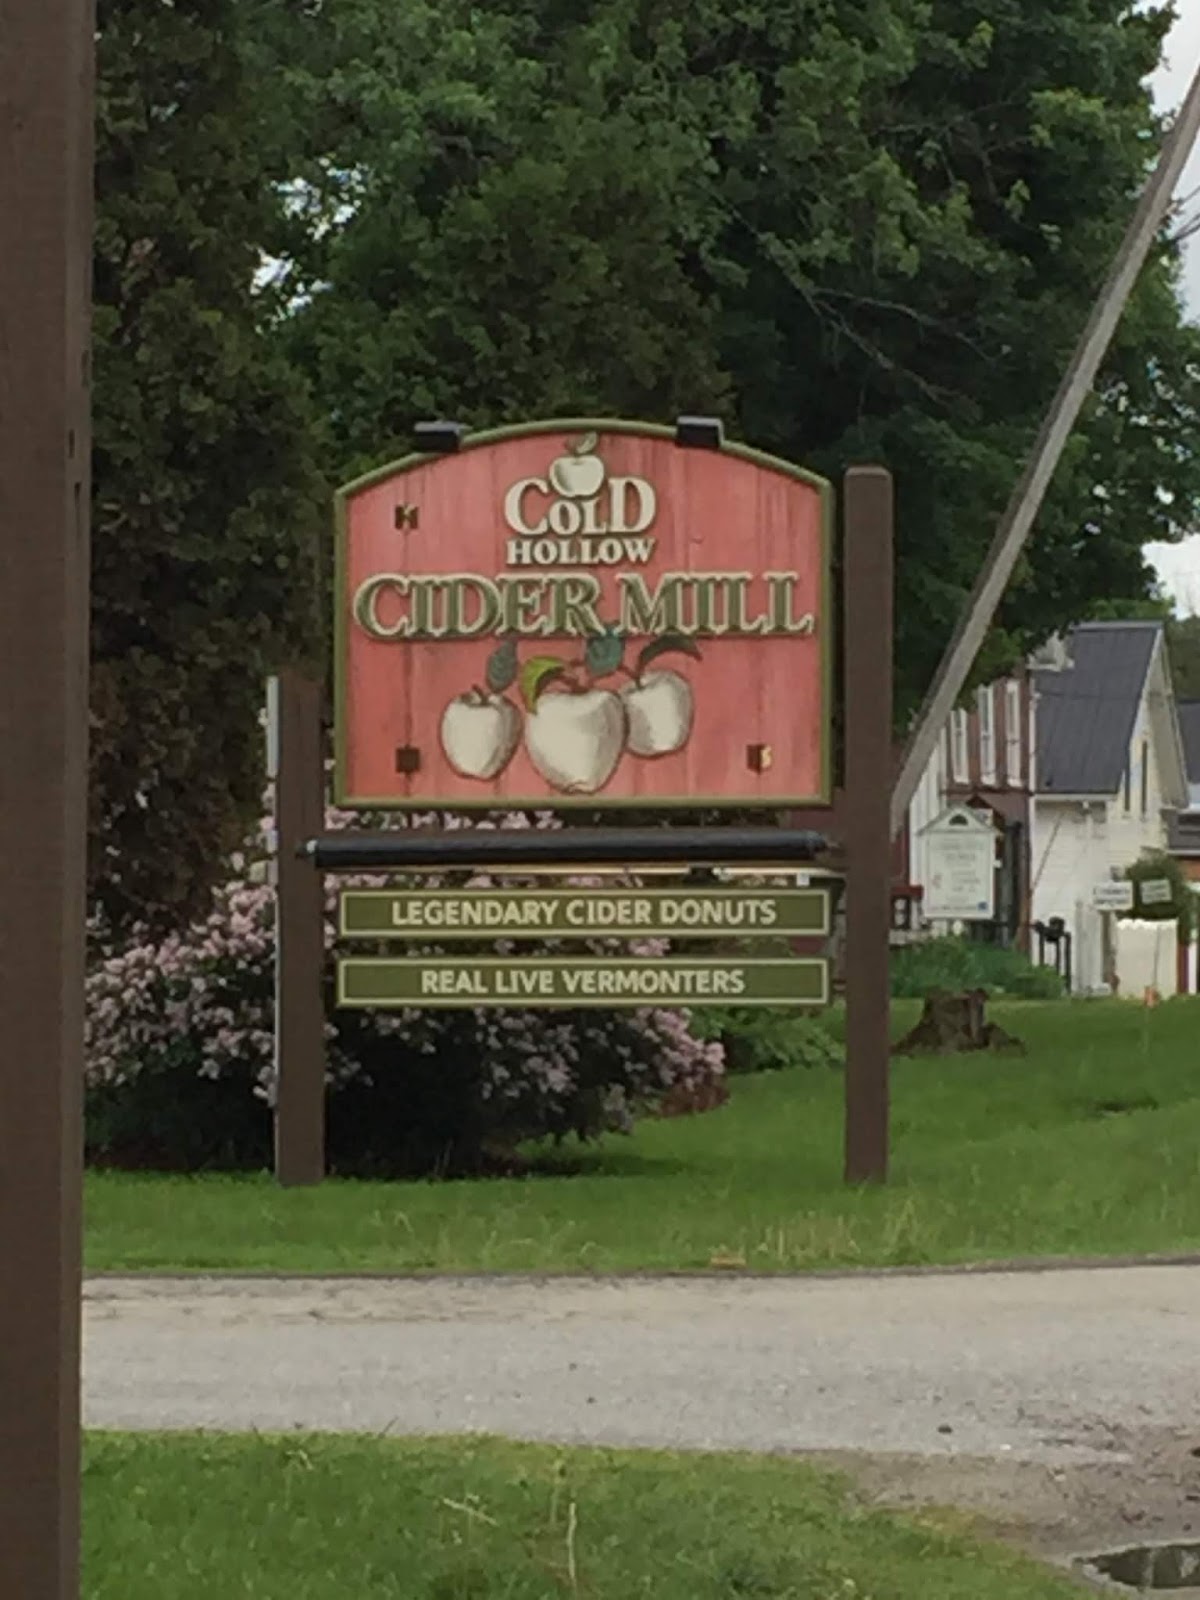 COLD
HOLLOW
CIDER MILL
LEGENDARY CIDER DONUTS
REAL LIVE VERMONTERS